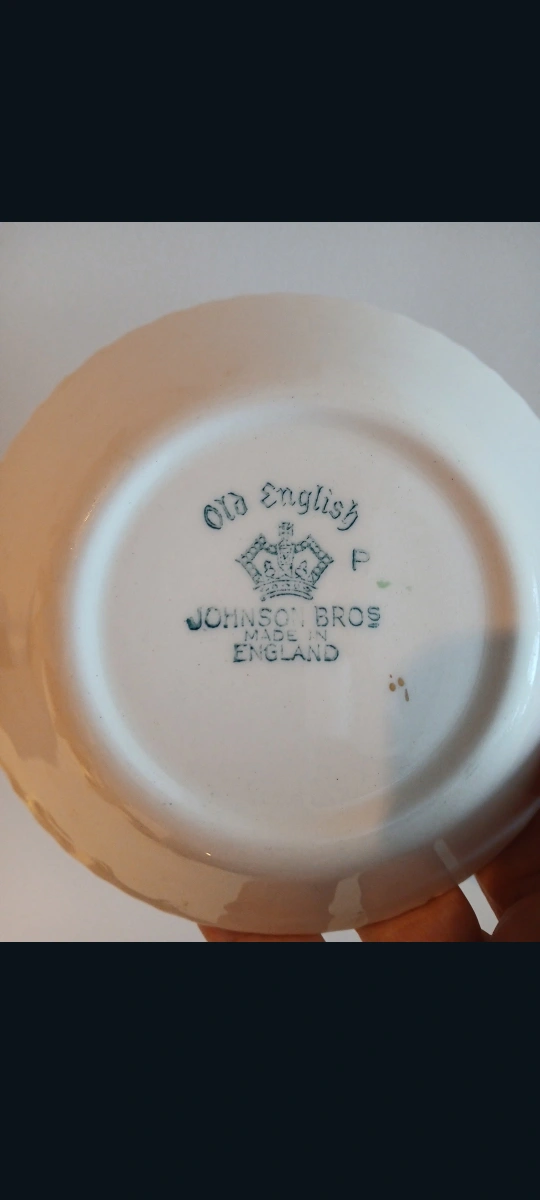 Old English
P
JOHNSON BROS
MADE IN
ENGLAND